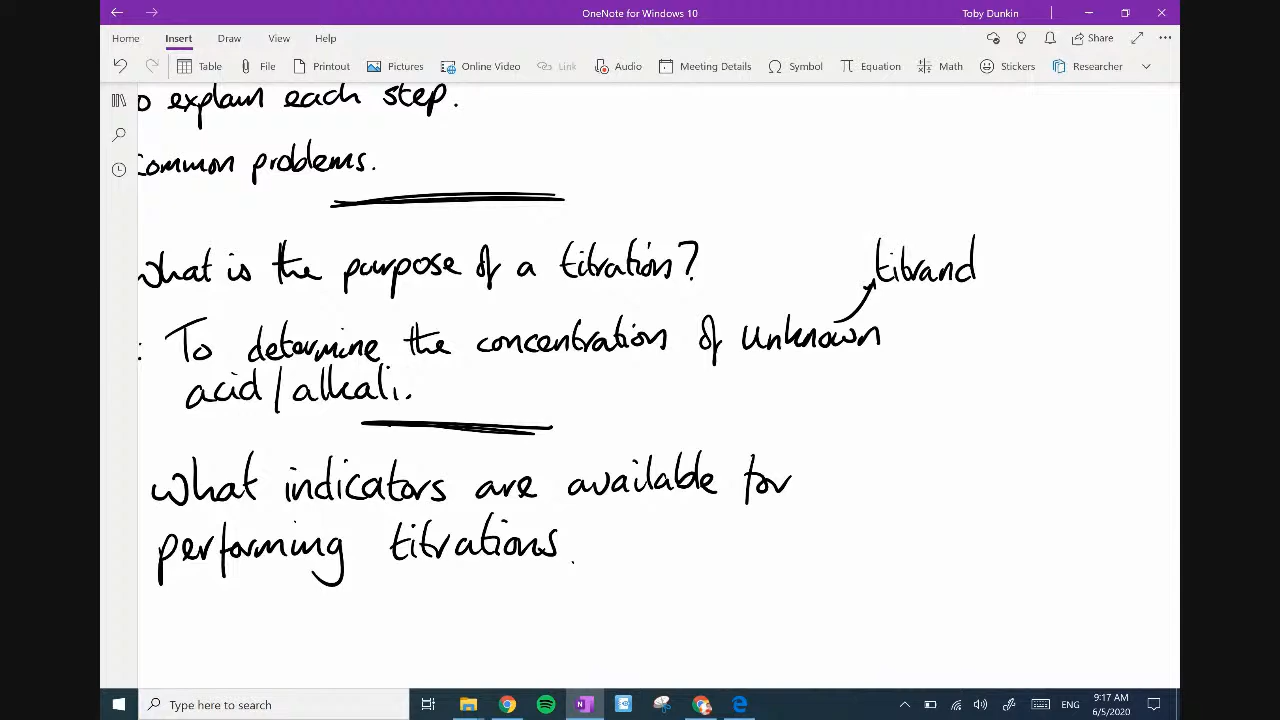 OneNote for Windows 10
Toby Dunkin
Home Insert Draw View Help
Share
Table File Printout Pictures Online Video Link Audio Meeting Details Symbol Equation Math Stickers Researcher
o explain each step.
common problems.
What is the purpose of a titration?
titrand
: To determine the concentration of unknown
acid/alkali.
What indicators are available for
performing titrations.
Type here to search
ENG
9:17 AM
6/5/2020